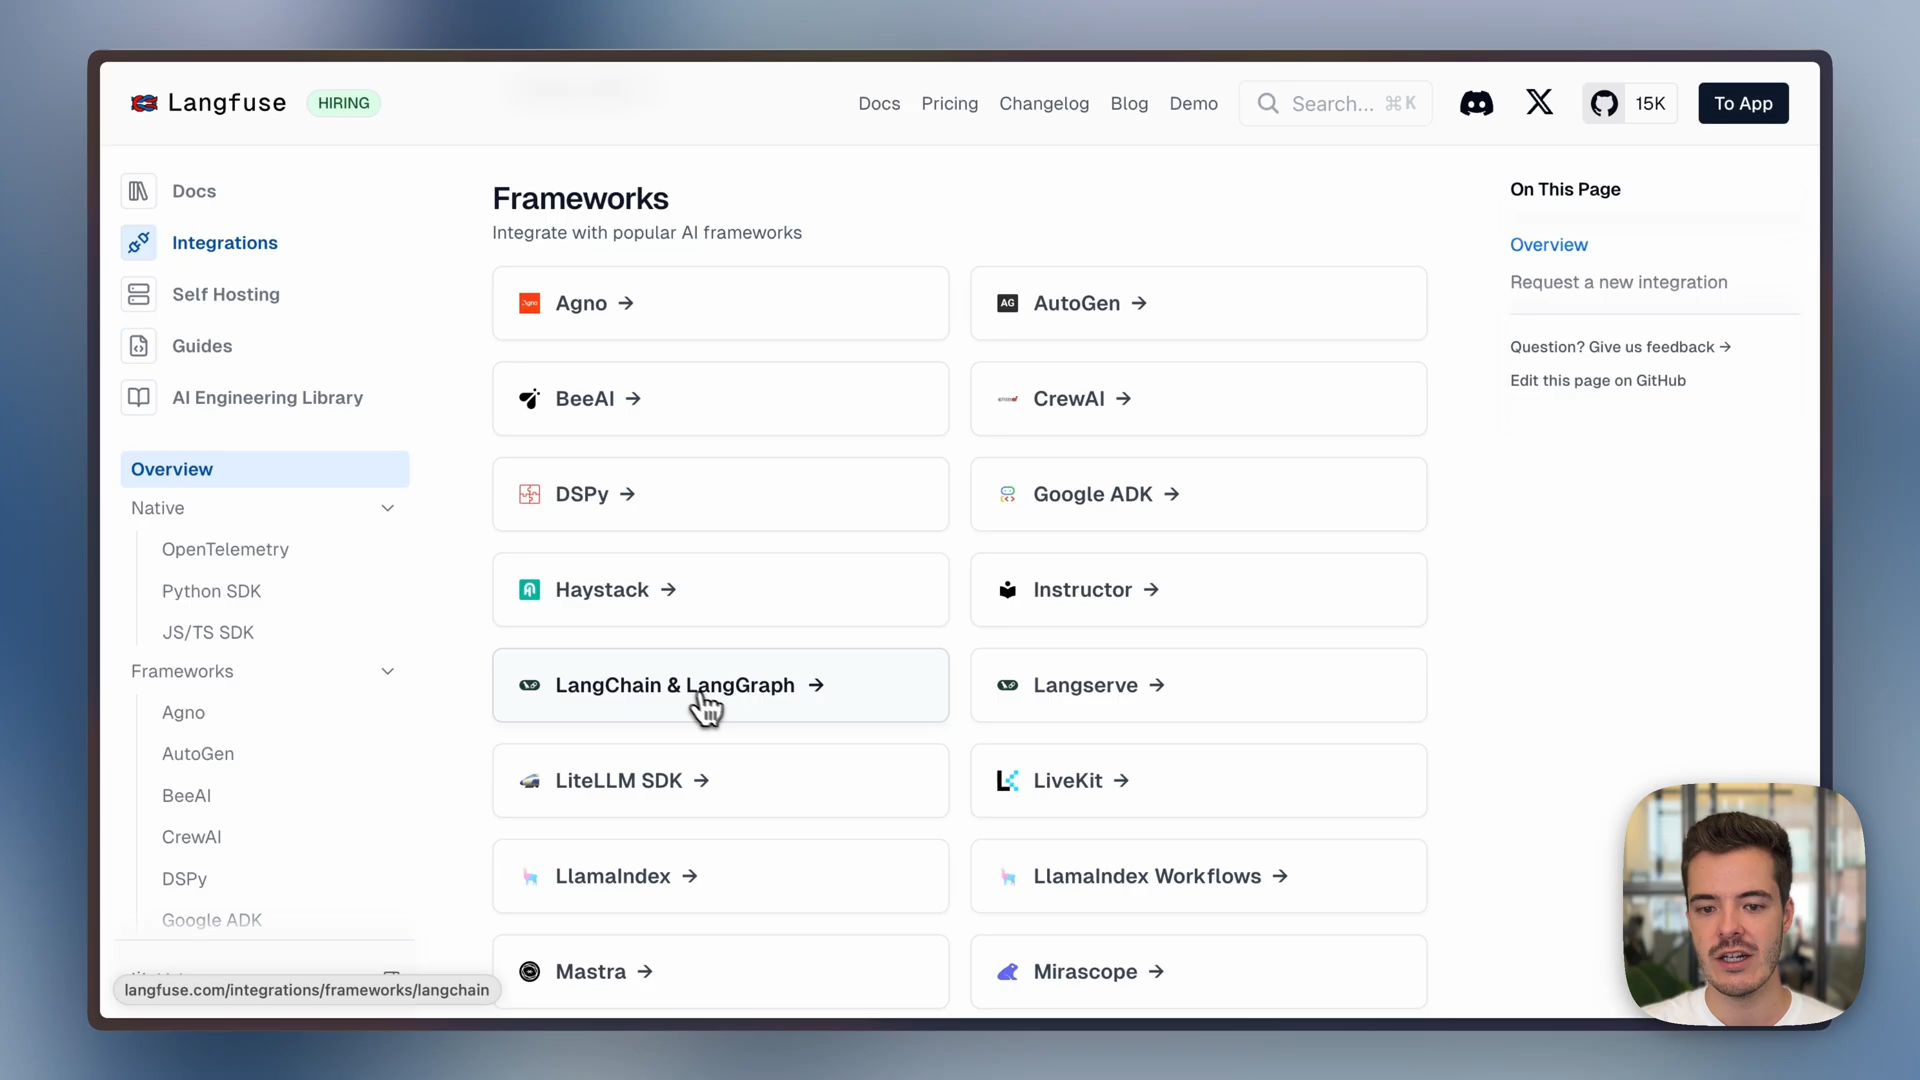 Langfuse HIRING
Docs Pricing Changelog Blog Demo Search... ⌘K 15K To App
Docs
Integrations
Self Hosting
Guides
AI Engineering Library
Overview
Native
OpenTelemetry
Python SDK
JS/TS SDK
Frameworks
Agno
AutoGen
BeeAI
CrewAI
DSPy
Google ADK
langfuse.com/integrations/frameworks/langchain
Frameworks
Integrate with popular AI frameworks
Agno →
AG AutoGen →
BeeAI →
CrewAI →
DSPy →
Google ADK →
Haystack →
Instructor →
LangChain & LangGraph →
Langserve →
LiteLLM SDK →
LiveKit →
LlamaIndex →
LlamaIndex Workflows →
Mastra →
Mirascope →
On This Page
Overview
Request a new integration
Question? Give us feedback →
Edit this page on GitHub